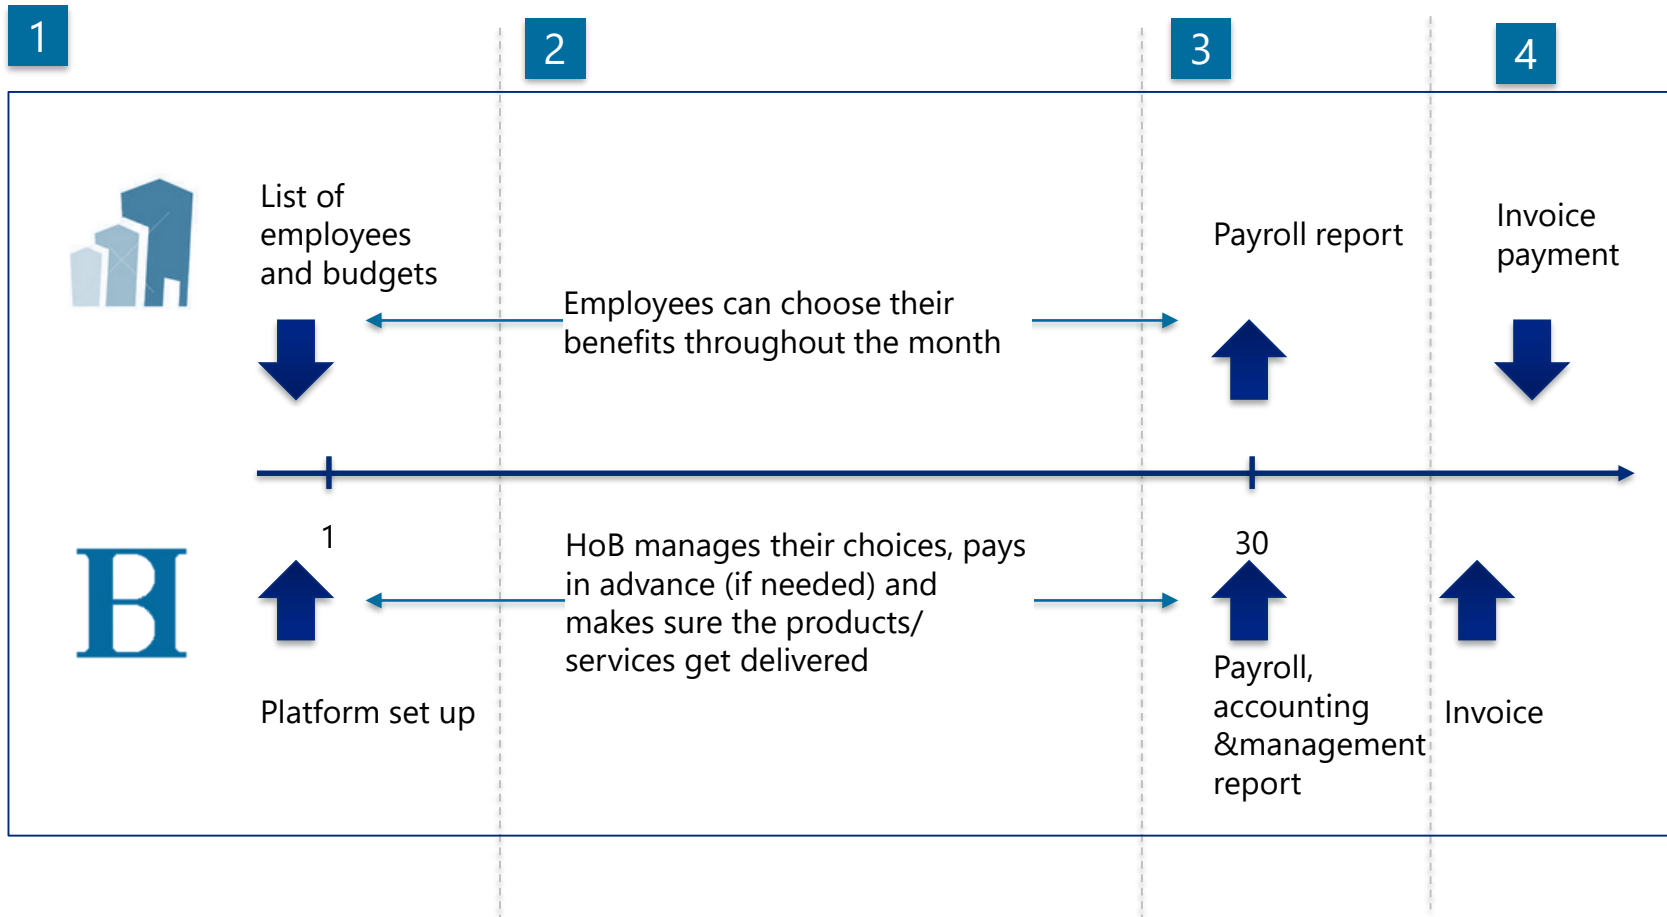 1
2
3
4
List of
employees
and budgets
Employees can choose their
benefits throughout the month
Payroll report
Invoice
payment
1
30
HoB manages their choices, pays
in advance (if needed) and
makes sure the products/
services get delivered
Platform set up
Payroll,
accounting
&management
report
Invoice